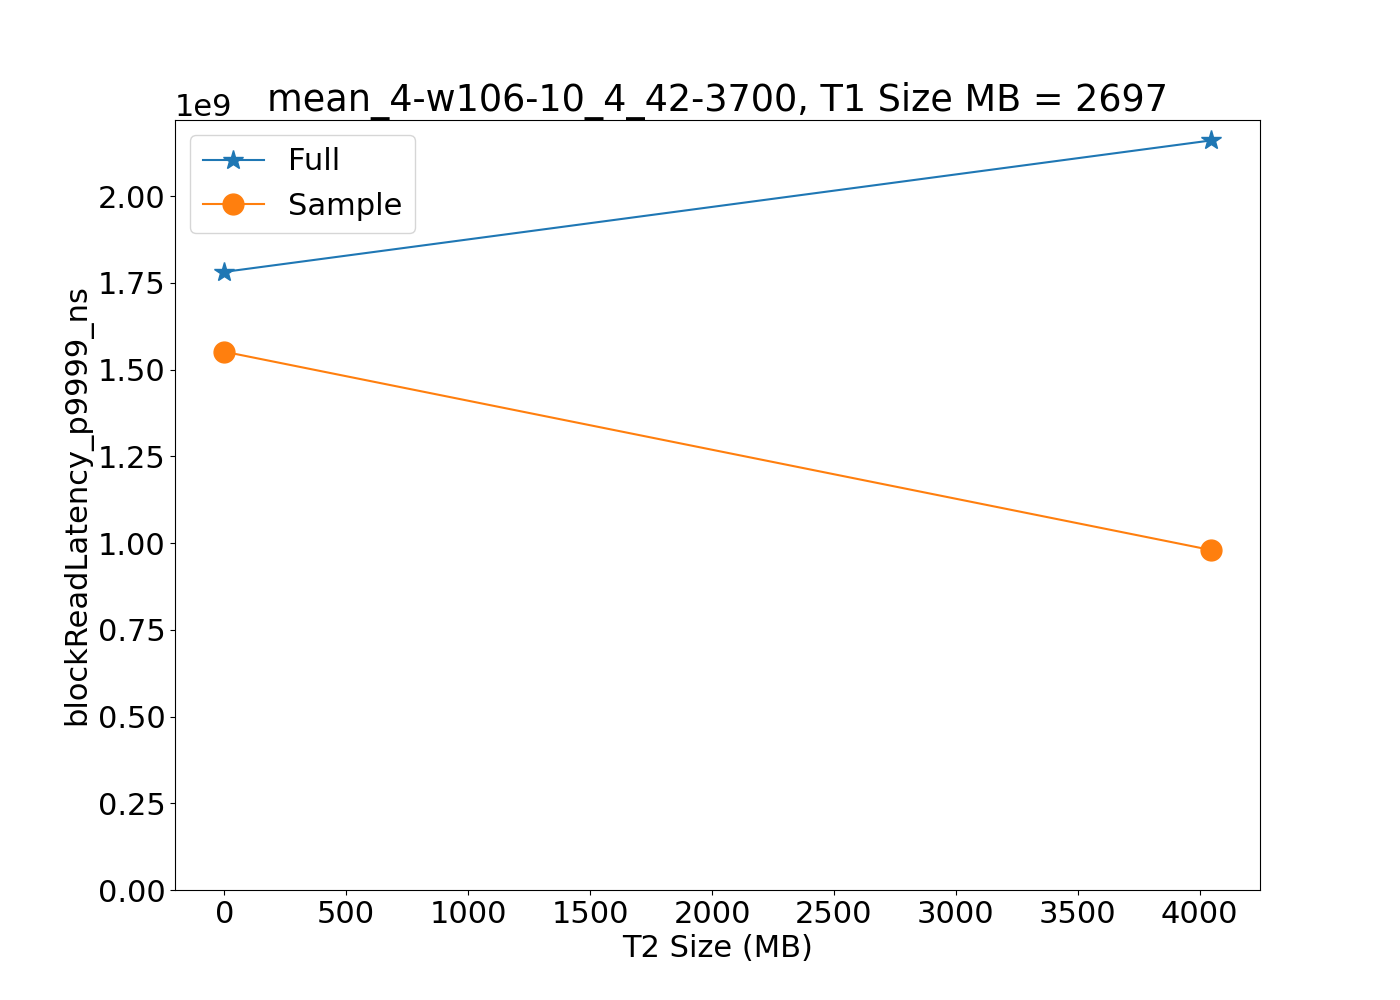 mean_4-w106-10_4_42-3700, T1 Size MB = 2697
1e9
Full
Sample
2.00
1.75
1.50
1.25
1.00
0.75
0.50
0.25
0.00
blockReadLatency_p9999_ns
0 500 1000 1500 2000 2500 3000 3500 4000
T2 Size (MB)